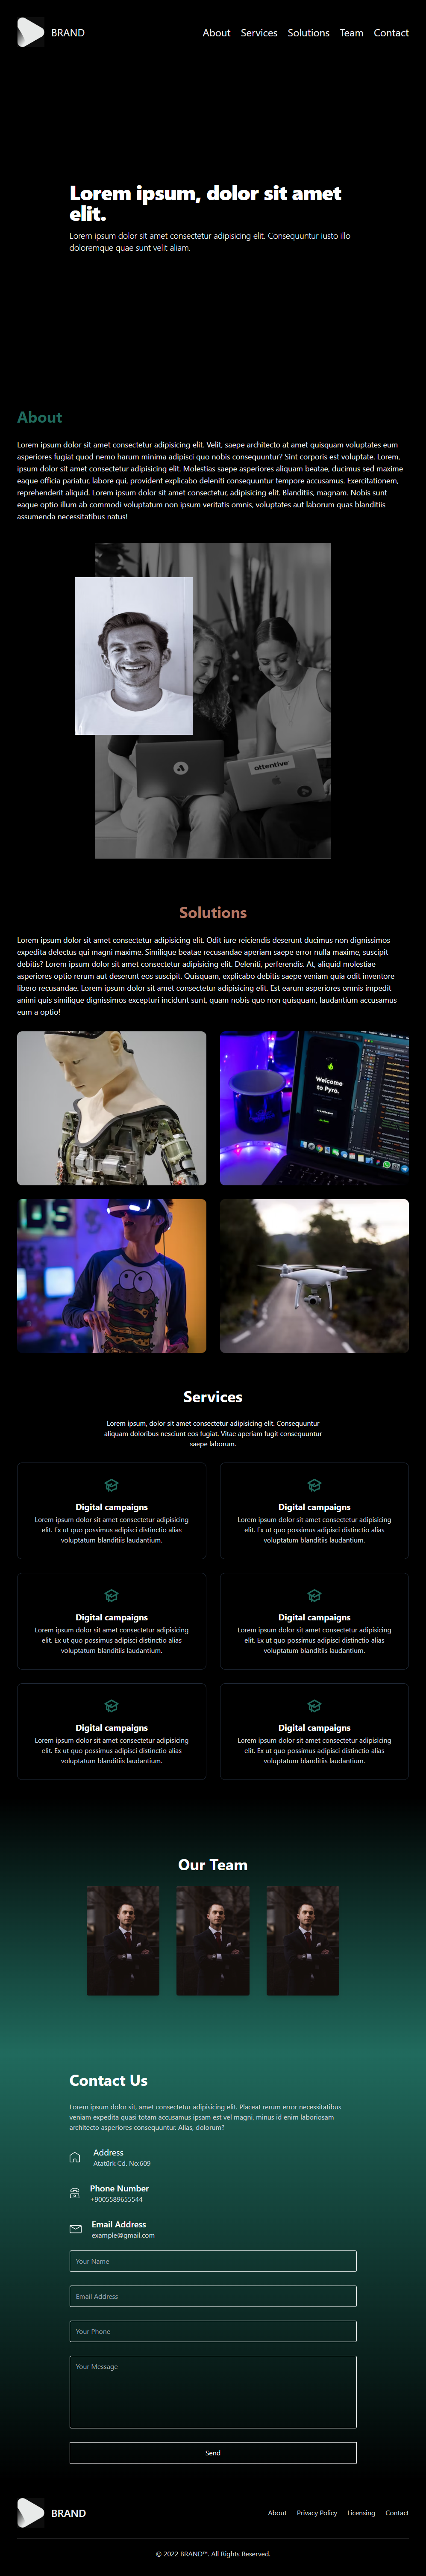 BRAND
About Services Solutions Team Contact
Lorem ipsum, dolor sit amet
elit.
Lorem ipsum dolor sit amet consectetur adipisicing elit. Consequuntur iusto illo
doloremque quae sunt velit aliam.
About
Lorem ipsum dolor sit amet consectetur adipisicing elit. Velit, saepe architecto at amet quisquam voluptates eum
asperiores fugiat quod nemo harum minima adipisci quo nobis consequuntur? Sint corporis est voluptate. Lorem,
ipsum dolor sit amet consectetur adipisicing elit. Molestias saepe asperiores aliquam beatae, ducimus sed maxime
eaque officia pariatur, labore qui, provident explicabo deleniti consequuntur tempore accusamus. Exercitationem,
reprehenderit aliquid. Lorem ipsum dolor sit amet consectetur, adipisicing elit. Blanditiis, magnam. Nobis sunt
eaque optio illum ab commodi voluptatum non ipsum veritatis omnis, voluptates aut laborum quas blanditiis
assumenda necessitatibus natus!
attentive
Solutions
Lorem ipsum dolor sit amet consectetur adipisicing elit. Odit iure reiciendis deserunt ducimus non dignissimos
expedita delectus qui magni maxime. Similique beatae recusandae aperiam saepe error nulla maxime, suscipit
debitis? Lorem ipsum dolor sit amet consectetur adipisicing elit. Deleniti, perferendis. At, aliquid molestiae
asperiores optio rerum aut deserunt eos suscipit. Quisquam, explicabo debitis saepe veniam quia odit inventore
libero recusandae. Lorem ipsum dolor sit amet consectetur adipisicing elit. Est earum asperiores omnis impedit
animi quis similique dignissimos excepturi incidunt sunt, quam nobis quo non quisquam, laudantium accusamus
eum a optio!
Welcome
to Pyro.
Services
Lorem ipsum, dolor sit amet consectetur adipisicing elit. Consequuntur
aliquam doloribus nesciunt eos fugiat. Vitae aperiam fugit consequuntur
saepe laborum.
Digital campaigns
Lorem ipsum dolor sit amet consectetur adipisicing
elit. Ex ut quo possimus adipisci distinctio alias
voluptatum blanditiis laudantium.
Digital campaigns
Lorem ipsum dolor sit amet consectetur adipisicing
elit. Ex ut quo possimus adipisci distinctio alias
voluptatum blanditiis laudantium.
Digital campaigns
Lorem ipsum dolor sit amet consectetur adipisicing
elit. Ex ut quo possimus adipisci distinctio alias
voluptatum blanditiis laudantium.
Digital campaigns
Lorem ipsum dolor sit amet consectetur adipisicing
elit. Ex ut quo possimus adipisci distinctio alias
voluptatum blanditiis laudantium.
Digital campaigns
Lorem ipsum dolor sit amet consectetur adipisicing
elit. Ex ut quo possimus adipisci distinctio alias
voluptatum blanditiis laudantium.
Digital campaigns
Lorem ipsum dolor sit amet consectetur adipisicing
elit. Ex ut quo possimus adipisci distinctio alias
voluptatum blanditiis laudantium.
Our Team
Contact Us
Lorem ipsum dolor sit, amet consectetur adipisicing elit. Placeat rerum error necessitatibus
veniam expedita quasi totam accusamus ipsam est vel magni, minus id enim laboriosam
architecto asperiores consequuntur. Alias, dolorum?
Address
Atatürk Cd. No:609
Phone Number
+9005589655544
Email Address
example@gmail.com
Your Name
Email Address
Your Phone
Your Message
Send
BRAND
About Privacy Policy Licensing Contact
© 2022 BRAND™. All Rights Reserved.